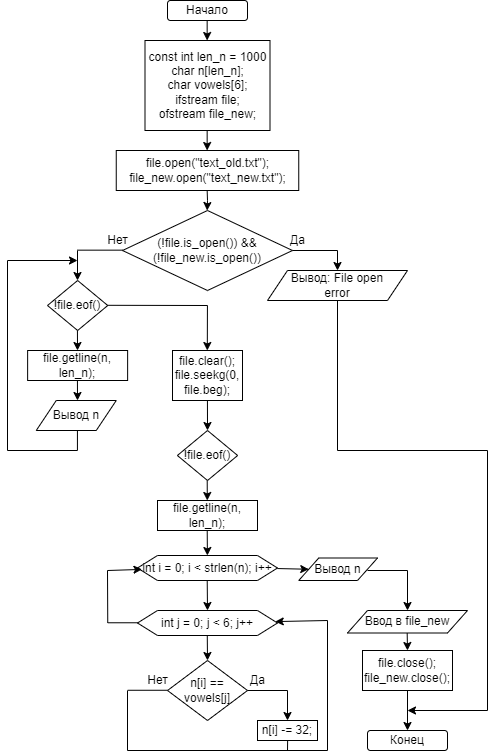 Начало
const int len_n = 1000
char n[len_n];
char vowels[6];
ifstream file;
ofstream file_new;
file.open("text_old.txt");
file_new.open("text_new.txt");
(!file.is_open()) &&
(!file_new.is_open())
Нет
Да
Вывод: File open
error
!file.eof()
file.getline(n,
len_n);
Вывод n
file.clear();
file.seekg(0,
file.beg);
!file.eof()
file.getline(n,
len_n);
int i = 0; i < strlen(n); i++
Вывод n
int j = 0; j < 6; j++
Ввод в file_new
n[i] ==
vowels[j]
Нет
Да
n[i] -= 32;
file.close();
file_new.close();
Конец